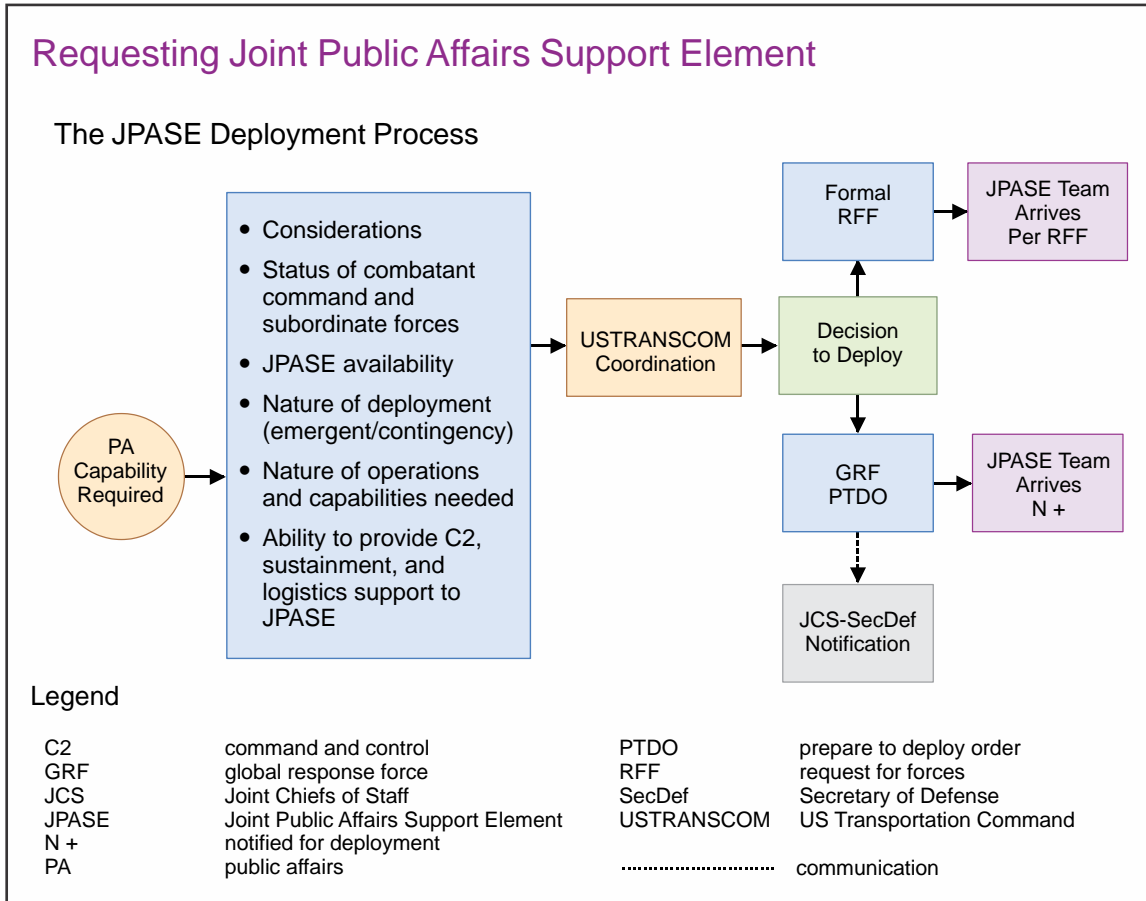 Requesting Joint Public Affairs Support Element
The JPASE Deployment Process
PA
Capability
Required
• Considerations
• Status of combatant
command and
subordinate forces
• JPASE availability
• Nature of deployment
(emergent/contingency)
• Nature of operations
and capabilities needed
• Ability to provide C2,
sustainment, and
logistics support to
JPASE
USTRANSCOM
Coordination
Decision
to Deploy
Formal
RFF
JPASE Team
Arrives
Per RFF
GRF
PTDO
JPASE Team
Arrives
N +
JCS-SecDef
Notification
Legend
C2 command and control
GRF global response force
JCS Joint Chiefs of Staff
JPASE Joint Public Affairs Support Element
N + notified for deployment
PA public affairs
PTDO prepare to deploy order
RFF request for forces
SecDef Secretary of Defense
USTRANSCOM US Transportation Command
communication